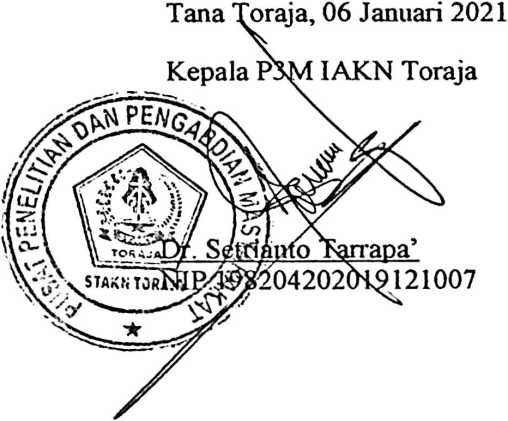 Tana Toraja, 06 Januari 2021
Kepala P3M IAKN Toraja
PUSAT PENELITIAN DAN PENGABDIAN MASYARAKAT
TORAJA
STAKN TORAJA
Dr. Setrianto Tarrapa'
NIP. 198204202019121007